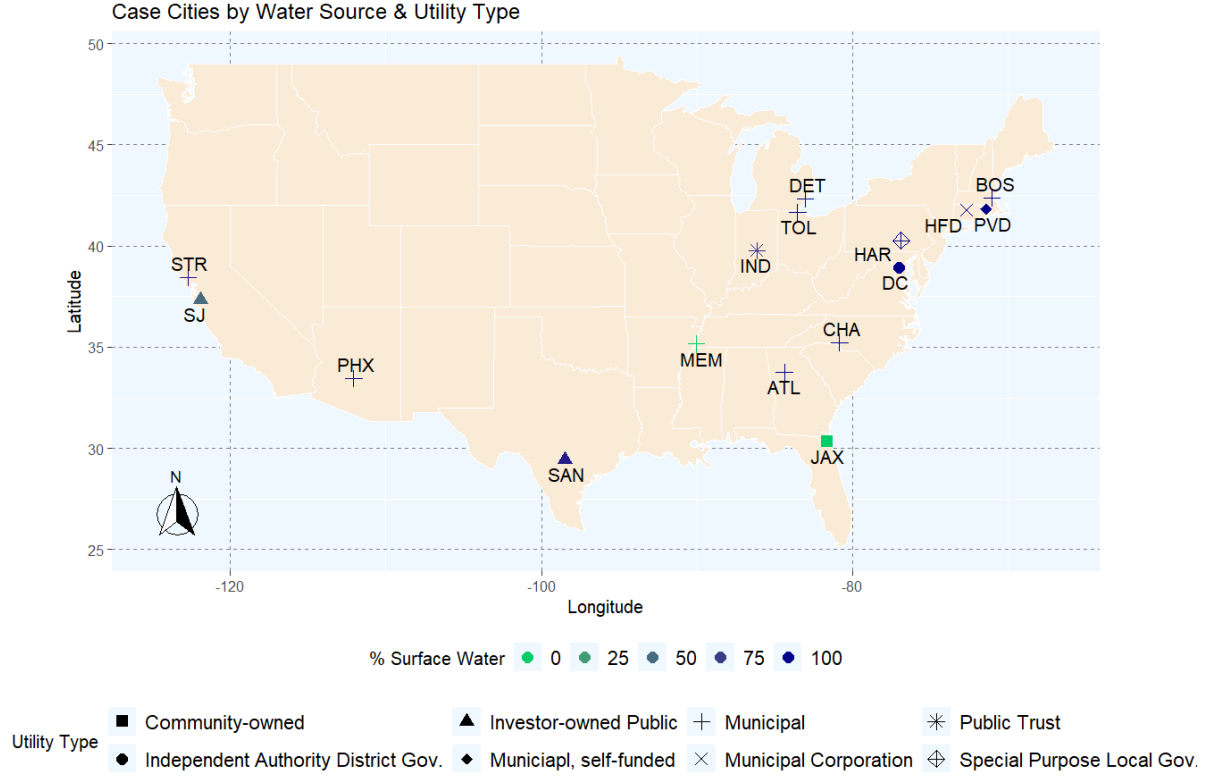 Case Cities by Water Source & Utility Type
50
45
DET
BOS
TOL
HFD
PVD
40
HAR
STR
IND
DC
Latitude
SJ
CHA
35
MEM
PHX
ATL
30
JAX
SAN
N
25
-120
-100
-80
Longitude
% Surface Water 0 25 50 75 100
Utility Type
Community-owned
Investor-owned Public
Municipal
Public Trust
Independent Authority District Gov.
Municiapl, self-funded
Municipal Corporation
Special Purpose Local Gov.